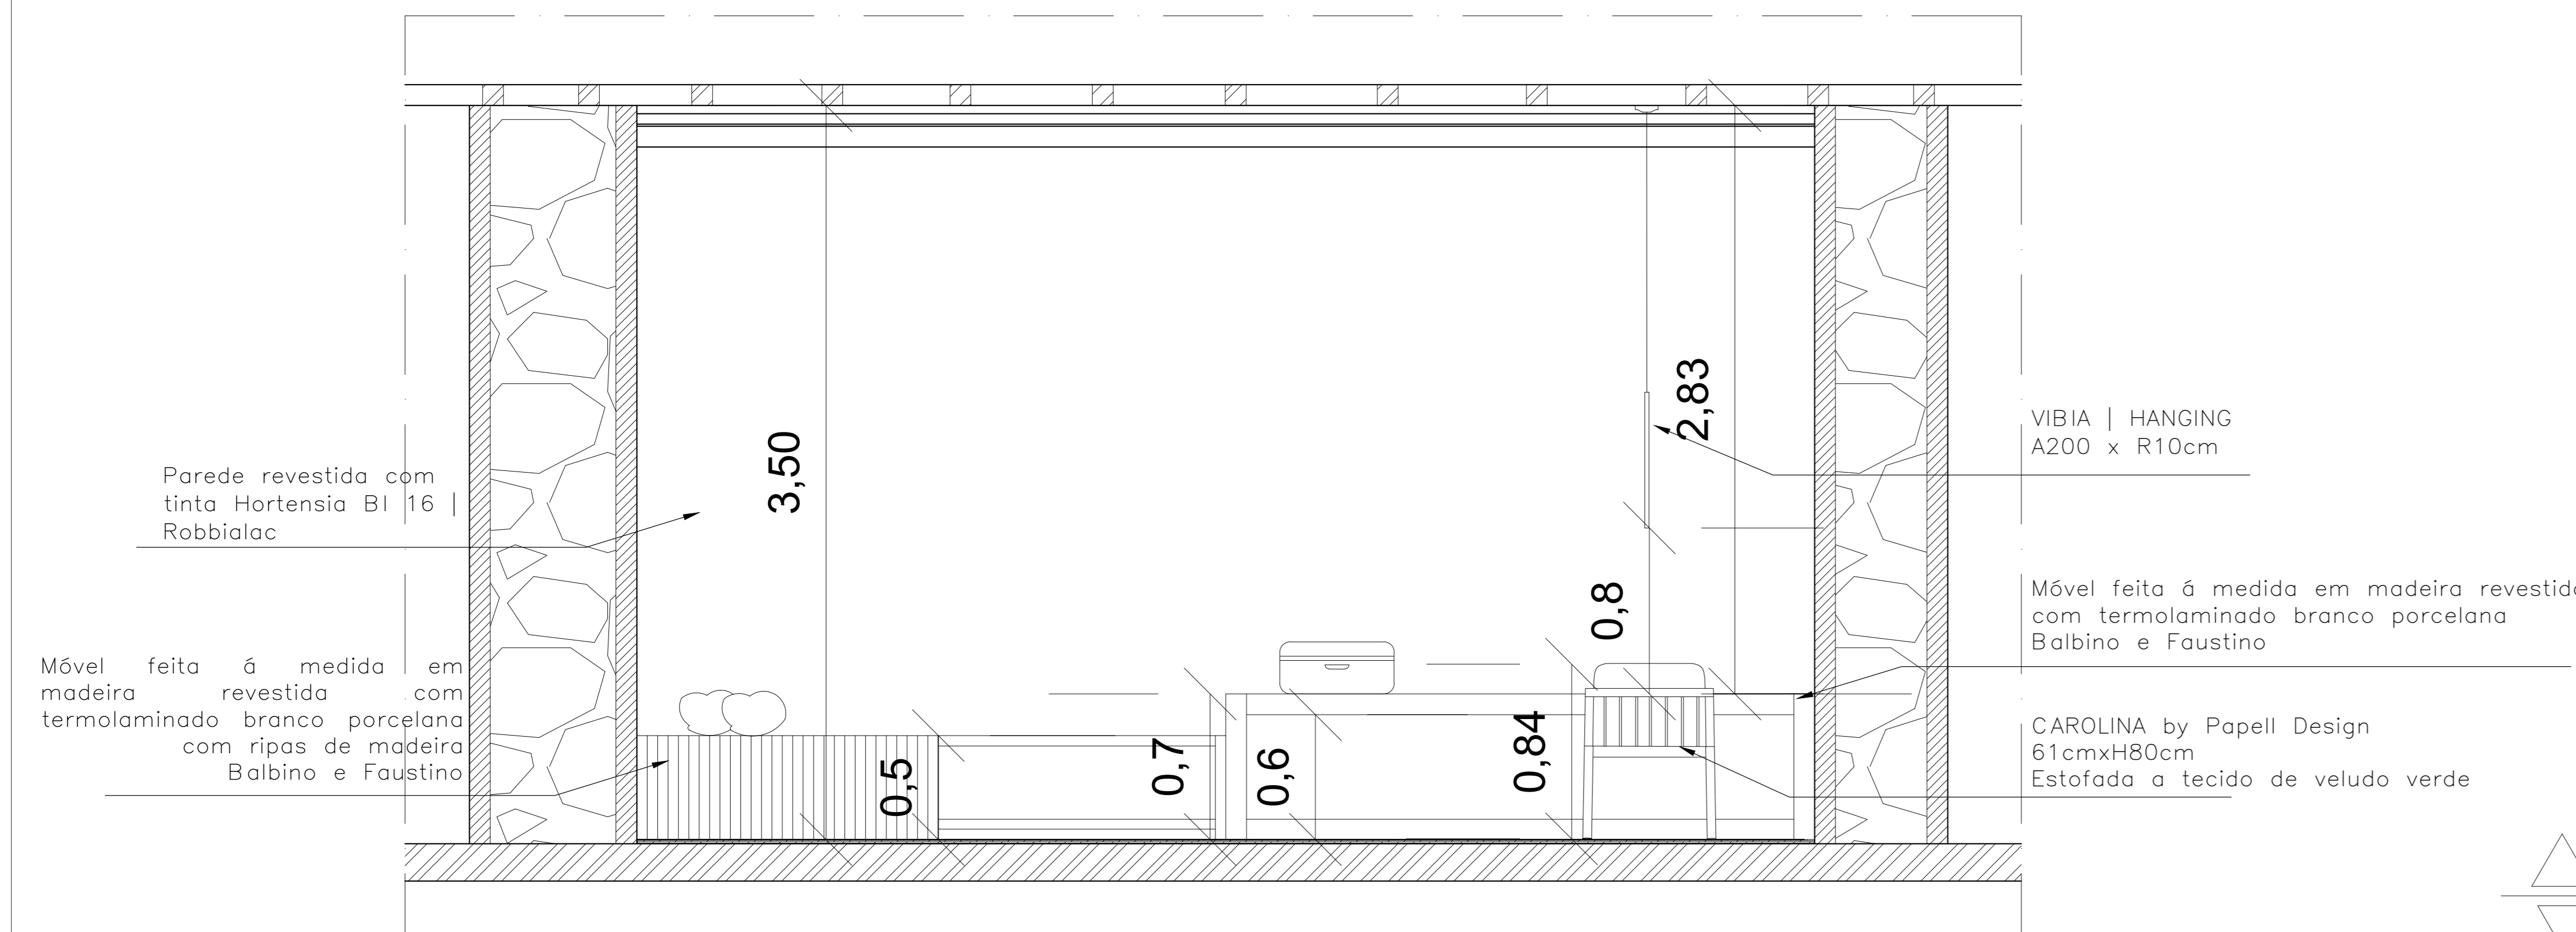 Parede revestida com
tinta Hortensia BI 16 |
Robbialac
Móvel feita á medida em
madeira revestida com
termolaminado branco porcelana
com ripas de madeira
Balbino e Faustino
3,50
0,5
0,7
0,6
0,84
0,8
2,83
VIBIA | HANGING
A200 x R10cm
Móvel feita á medida em madeira
com termolaminado branco porcelana
Balbino e Faustino
CAROLINA by Papell Design
61cmxH80cm
Estofada a tecido de veludo verde